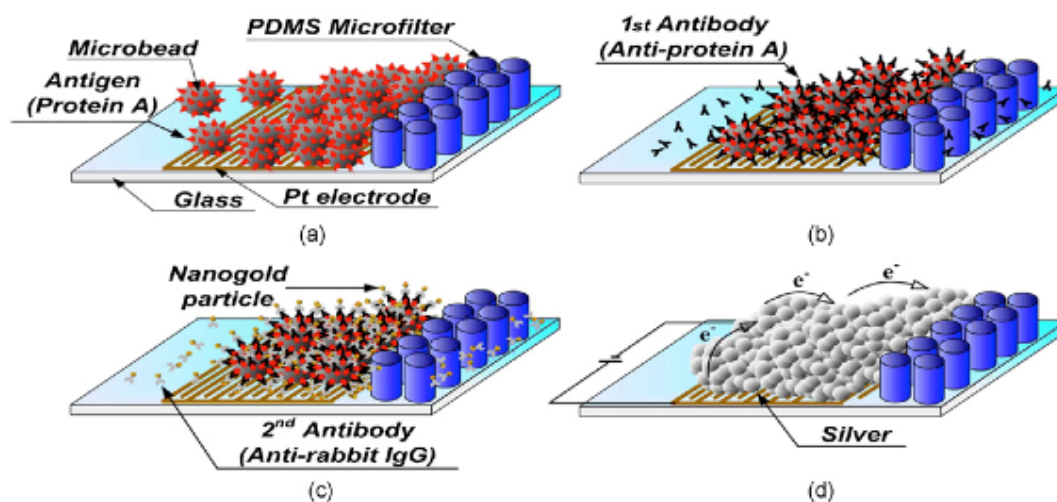 PDMS Microfilter
Microbead
Antigen
(Protein A)
Glass
Pt electrode
(a)
1st Antibody
(Anti-protein A)
(b)
Nanogold
particle
2nd Antibody
(Anti-rabbit IgG)
(c)
e-
e-
e-
Silver
(d)